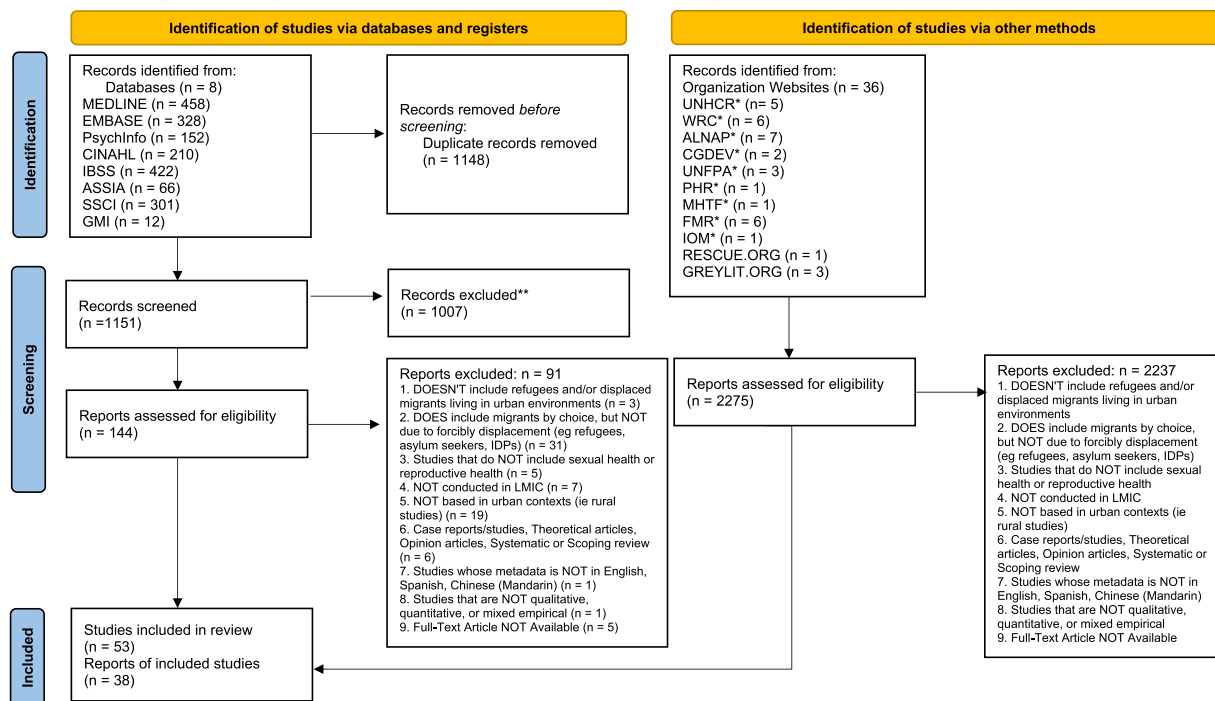 Identification of studies via databases and registers
Identification of studies via other methods
Identification
Records identified from:
Databases (n = 8)
MEDLINE (n = 458)
EMBASE (n = 328)
PsychInfo (n = 152)
CINAHL (n = 210)
IBSS (n = 422)
ASSIA (n = 66)
SSCI (n = 301)
GMI (n = 12)
Records removed before
screening:
Duplicate records removed
(n = 1148)
Records identified from:
Organization Websites (n = 36)
UNHCR* (n= 5)
WRC* (n = 6)
ALNAP* (n = 7)
CGDEV* (n = 2)
UNFPA* (n = 3)
PHR* (n = 1)
MHTF* (n = 1)
FMR* (n = 6)
IOM* (n = 1)
RESCUE.ORG (n = 1)
GREYLIT.ORG (n = 3)
Screening
Records screened
(n =1151)
Records excluded**
(n = 1007)
Reports assessed for eligibility
(n = 144)
Reports excluded: n = 91
1. DOESN'T include refugees and/or displaced
migrants living in urban environments (n = 3)
2. DOES include migrants by choice, but NOT
due to forcibly displacement (eg refugees,
asylum seekers, IDPs) (n = 31)
3. Studies that do NOT include sexual health or
reproductive health (n = 5)
4. NOT conducted in LMIC (n = 7)
5. NOT based in urban contexts (ie rural
studies) (n = 19)
6. Case reports/studies, Theoretical articles,
Opinion articles, Systematic or Scoping review
(n = 6)
7. Studies whose metadata is NOT in English,
Spanish, Chinese (Mandarin) (n = 1)
8. Studies that are NOT qualitative,
quantitative, or mixed empirical (n = 1)
9. Full-Text Article NOT Available (n = 5)
Reports assessed for eligibility
(n = 2275)
Reports excluded: n = 2237
1. DOESN'T include refugees and/or
displaced migrants living in urban
environments
2. DOES include migrants by choice,
but NOT due to forcibly displacement
(eg refugees, asylum seekers, IDPs)
3. Studies that do NOT include sexual
health or reproductive health
4. NOT conducted in LMIC
5. NOT based in urban contexts (ie
rural studies)
6. Case reports/studies, Theoretical
articles, Opinion articles, Systematic or
Scoping review
7. Studies whose metadata is NOT in
English, Spanish, Chinese (Mandarin)
8. Studies that are NOT qualitative,
quantitative, or mixed empirical
9. Full-Text Article NOT Available
Included
Studies included in review
(n = 53)
Reports of included studies
(n = 38)